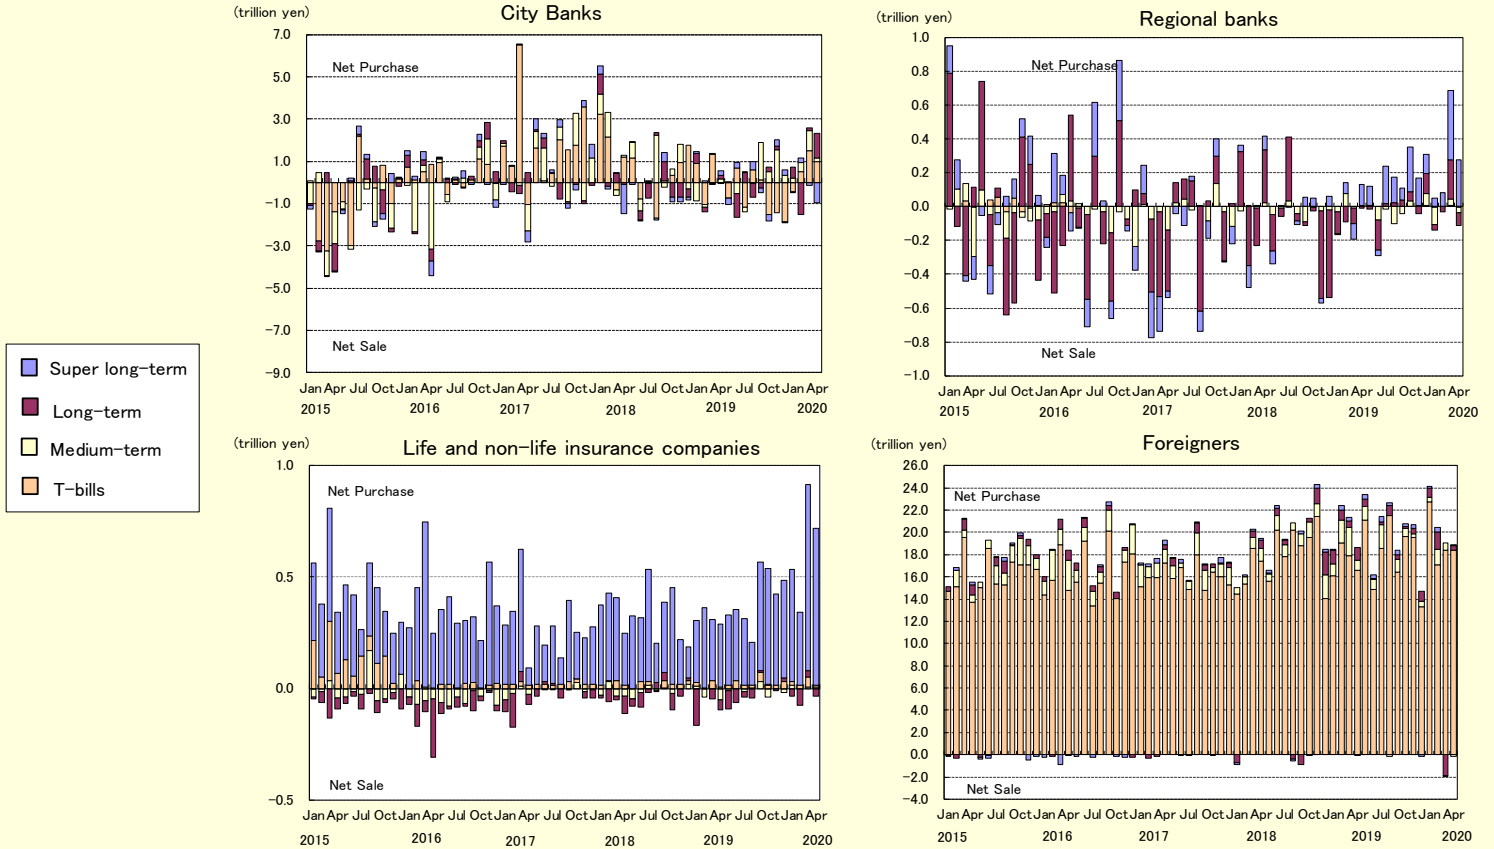 City Banks
(trillion yen)
7.0
5.0
3.0
1.0
-1.0
-3.0
-5.0
-7.0
-9.0
Net Purchase
Net Sale
Jan Apr Jul Oct Jan Apr Jul Oct Jan Apr Jul Oct Jan Apr Jul Oct Jan Apr Jul Oct Jan Apr
2015 2016 2017 2018 2019 2020
Regional banks
(trillion yen)
1.0
0.8
0.6
0.4
0.2
0.0
-0.2
-0.4
-0.6
-0.8
-1.0
Net Purchase
Net Sale
Jan Apr Jul Oct Jan Apr Jul Oct Jan Apr Jul Oct Jan Apr Jul Oct Jan Apr Jul Oct Jan Apr
2015 2016 2017 2018 2019 2020
Super long-term
Long-term
Medium-term
T-bills
Life and non-life insurance companies
(trillion yen)
1.0
0.5
0.0
-0.5
Net Purchase
Net Sale
Jan Apr Jul Oct Jan Apr Jul Oct Jan Apr Jul Oct Jan Apr Jul Oct Jan Apr Jul Oct Jan Apr
2015 2016 2017 2018 2019 2020
Foreigners
(trillion yen)
26.0
24.0
22.0
20.0
18.0
16.0
14.0
12.0
10.0
8.0
6.0
4.0
2.0
0.0
-2.0
-4.0
Net Purchase
Net Sale
Jan Apr Jul Oct Jan Apr Jul Oct Jan Apr Jul Oct Jan Apr Jul Oct Jan Apr Jul Oct Jan Apr
2015 2016 2017 2018 2019 2020